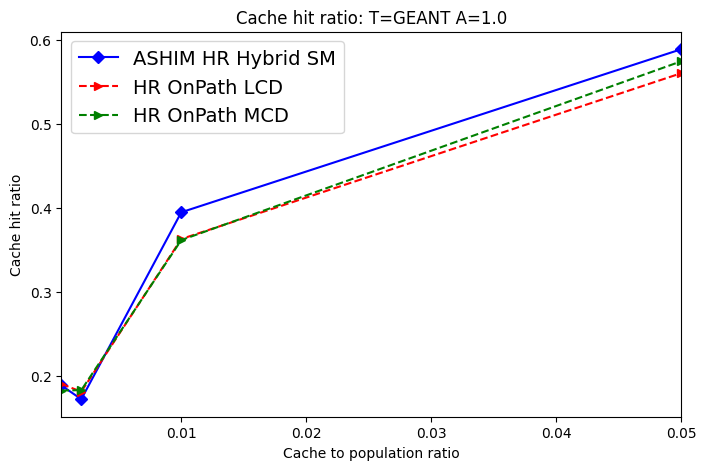 Cache hit ratio: T=GEANT A=1.0
ASHIM HR Hybrid SM
HR OnPath LCD
HR OnPath MCD
0.6
0.5
0.4
0.3
0.2
Cache hit ratio
0.01 0.02 0.03 0.04 0.05
Cache to population ratio